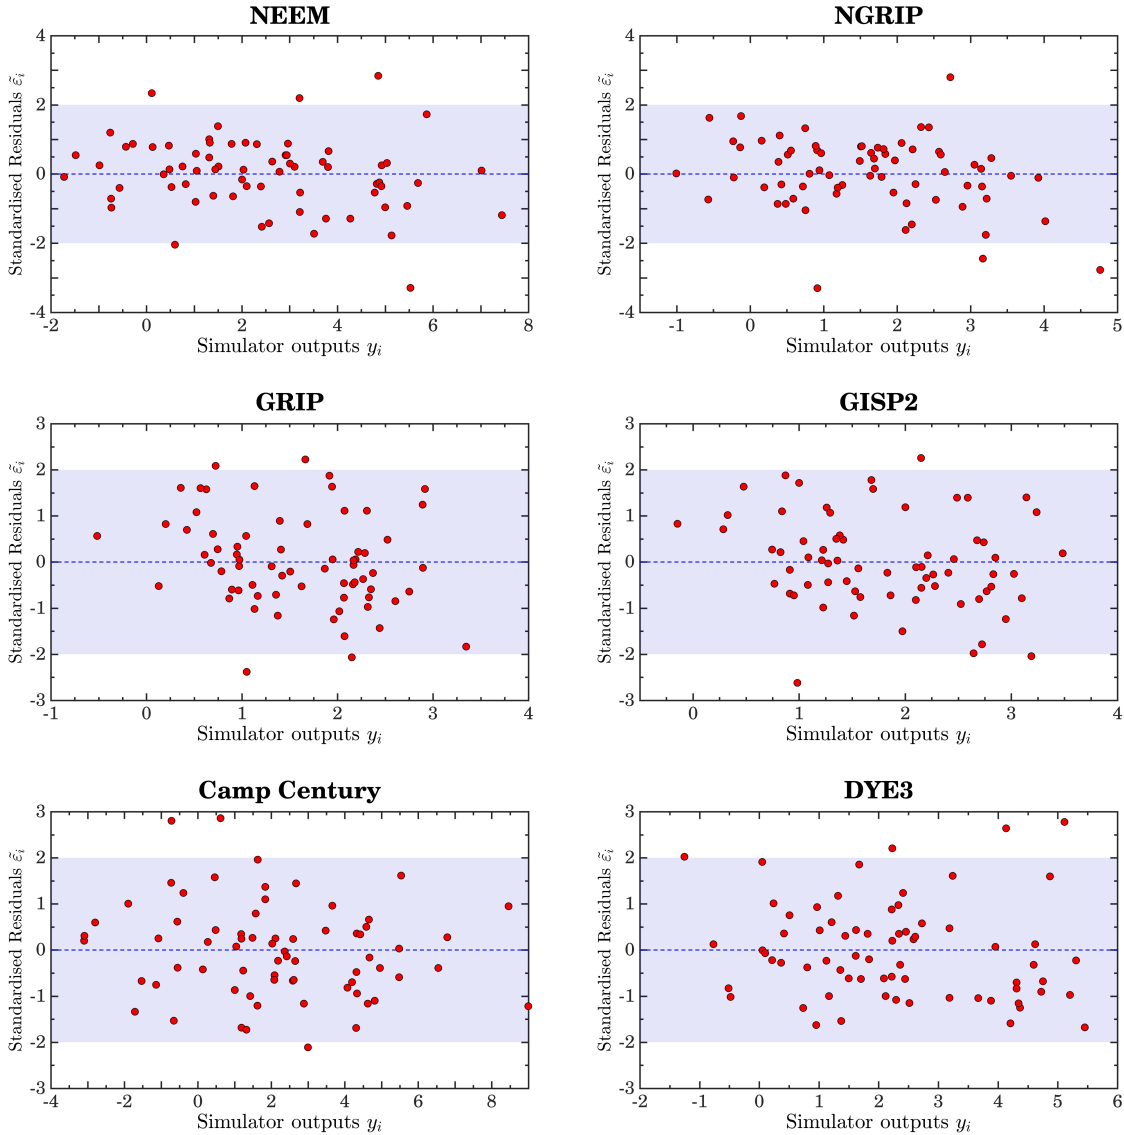 NEEM
Standardised Residuals ε̃ᵢ
4
2
0
-2
-4
-2 0 2 4 6 8
Simulator outputs yᵢ
NGRIP
Standardised Residuals ε̃ᵢ
4
2
0
-2
-4
-1 0 1 2 3 4 5
Simulator outputs yᵢ
GRIP
Standardised Residuals ε̃ᵢ
3
2
1
0
-1
-2
-3
-1 0 1 2 3 4
Simulator outputs yᵢ
GISP2
Standardised Residuals ε̃ᵢ
3
2
1
0
-1
-2
-3
0 1 2 3 4
Simulator outputs yᵢ
Camp Century
Standardised Residuals ε̃ᵢ
3
2
1
0
-1
-2
-3
-4 -2 0 2 4 6 8
Simulator outputs yᵢ
DYE3
Standardised Residuals ε̃ᵢ
3
2
1
0
-1
-2
-3
-2 -1 0 1 2 3 4 5 6
Simulator outputs yᵢ